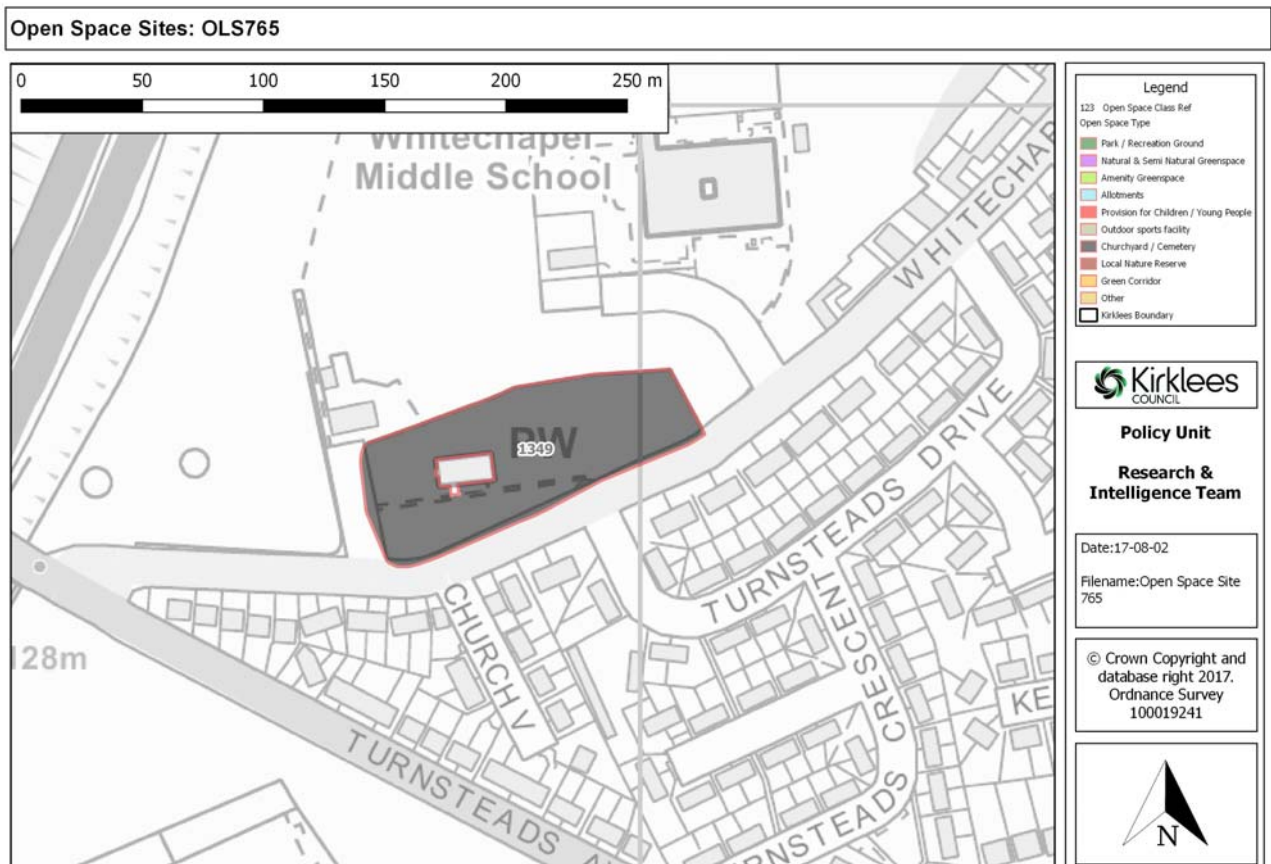 Open Space Sites: OLS765
0 50 100 150 200 250 m
Whitechapel
Middle School
WHITECHAP
PW
1349
TURNSTEADS DRIVE
CHURCH V
128m
TURNSTEADS AV
TURNSTEADS CRESCENT
KE
Legend
123 Open Space Class Ref
Open Space Type
Park / Recreation Ground
Natural & Semi Natural Greenspace
Amenity Greenspace
Allotments
Provision for Children / Young People
Outdoor sports facility
Churchyard / Cemetery
Local Nature Reserve
Green Corridor
Other
Kirklees Boundary
Kirklees
COUNCIL
Policy Unit
Research &
Intelligence Team
Date:17-08-02
Filename:Open Space Site
765
© Crown Copyright and
database right 2017.
Ordnance Survey
100019241
N